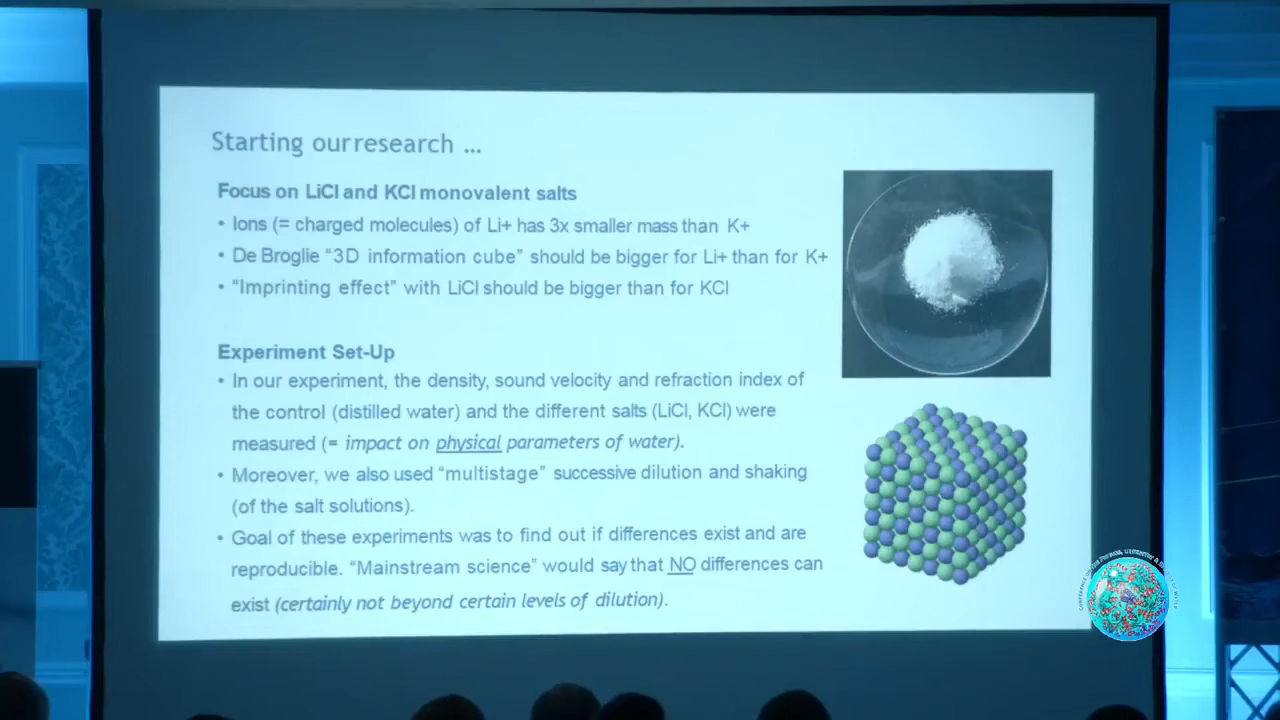 Starting our research ...
Focus on LiCl and KCl monovalent salts
• Ions (= charged molecules) of Li+ has 3x smaller mass than K+
• De Broglie “3D information cube” should be bigger for Li+ than for K+
• “Imprinting effect” with LiCl should be bigger than for KCl
Experiment Set-Up
• In our experiment, the density, sound velocity and refraction index of
the control (distilled water) and the different salts (LiCl, KCl) were
measured (= impact on physical parameters of water).
• Moreover, we also used “multistage” successive dilution and shaking
(of the salt solutions).
• Goal of these experiments was to find out if differences exist and are
reproducible. “Mainstream science” would say that NO differences can
exist (certainly not beyond certain levels of dilution).